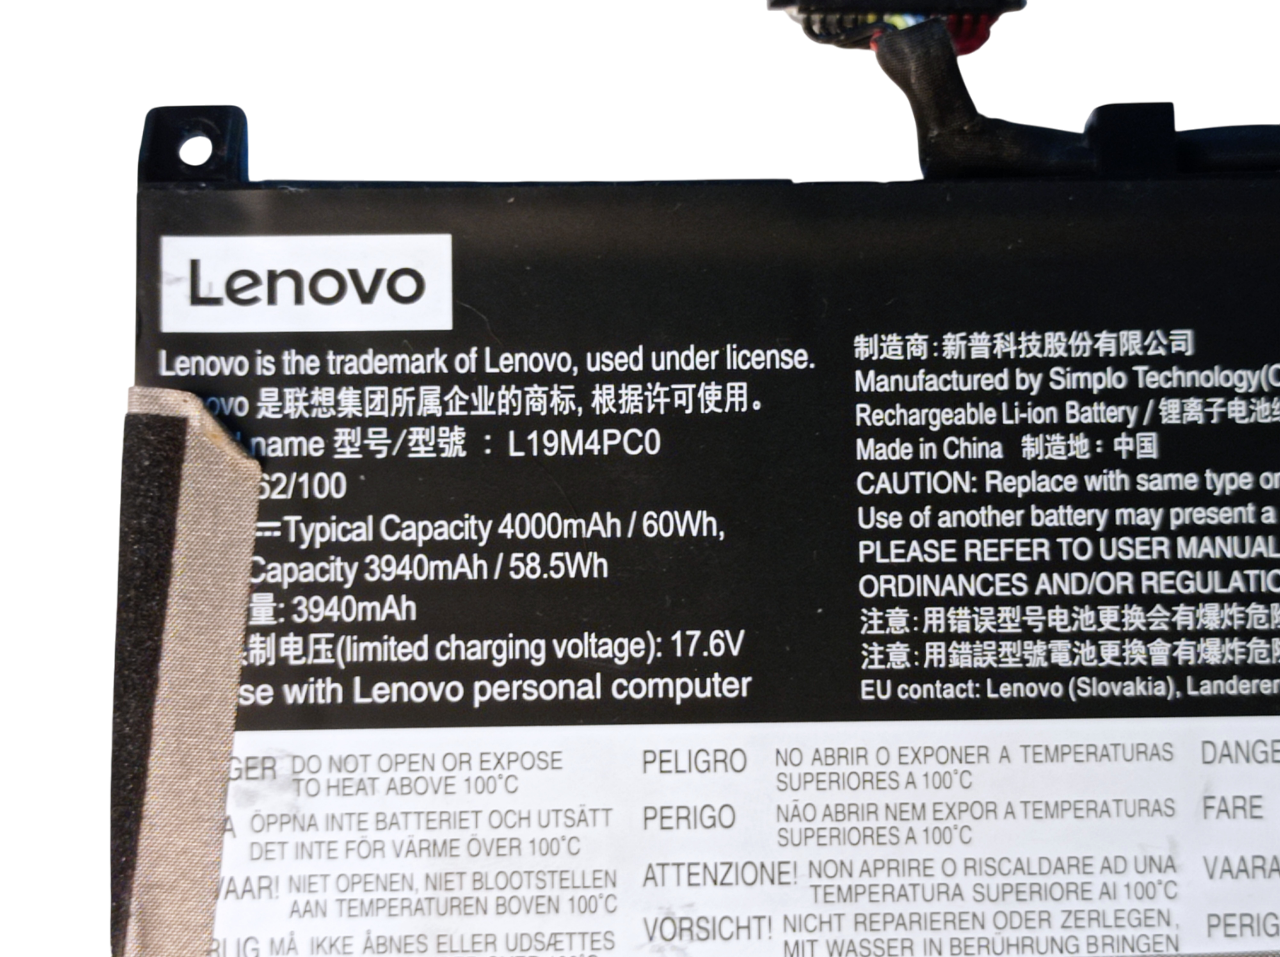 Lenovo
Lenovo is the trademark of Lenovo, used under license.
ovo 是联想集团所属企业的商标, 根据许可使用。
name 型号/型號 : L19M4PC0
62/100
⎓Typical Capacity 4000mAh / 60Wh,
Capacity 3940mAh / 58.5Wh
量: 3940mAh
制电压(limited charging voltage): 17.6V
se with Lenovo personal computer
制造商:新普科技股份有限公司
Manufactured by Simplo Technology(C
Rechargeable Li-ion Battery / 锂离子电池
Made in China 制造地:中国
CAUTION: Replace with same type or
Use of another battery may present a
PLEASE REFER TO USER MANUAL
ORDINANCES AND/OR REGULATIO
注意:用错误型号电池更换会有爆炸危险
注意:用錯誤型號電池更換會有爆炸危險
EU contact: Lenovo (Slovakia), Landerer
GER DO NOT OPEN OR EXPOSE
TO HEAT ABOVE 100°C
A ÖPPNA INTE BATTERIET OCH UTSÄTT
DET INTE FÖR VÄRME ÖVER 100°C
VAAR! NIET OPENEN, NIET BLOOTSTELLEN
AAN TEMPERATUREN BOVEN 100°C
RLIG MÅ IKKE ÅBNES ELLER UDSÆTTES
PELIGRO NO ABRIR O EXPONER A TEMPERATURAS
SUPERIORES A 100°C
PERIGO NÃO ABRIR NEM EXPOR A TEMPERATURAS
SUPERIORES A 100°C
ATTENZIONE! NON APRIRE O RISCALDARE AD UNA
TEMPERATURA SUPERIORE AI 100°C
VORSICHT! NICHT REPARIEREN ODER ZERLEGEN,
MIT WASSER IN BERÜHRUNG BRINGEN
DANGE
FARE
VAARA
PERIG